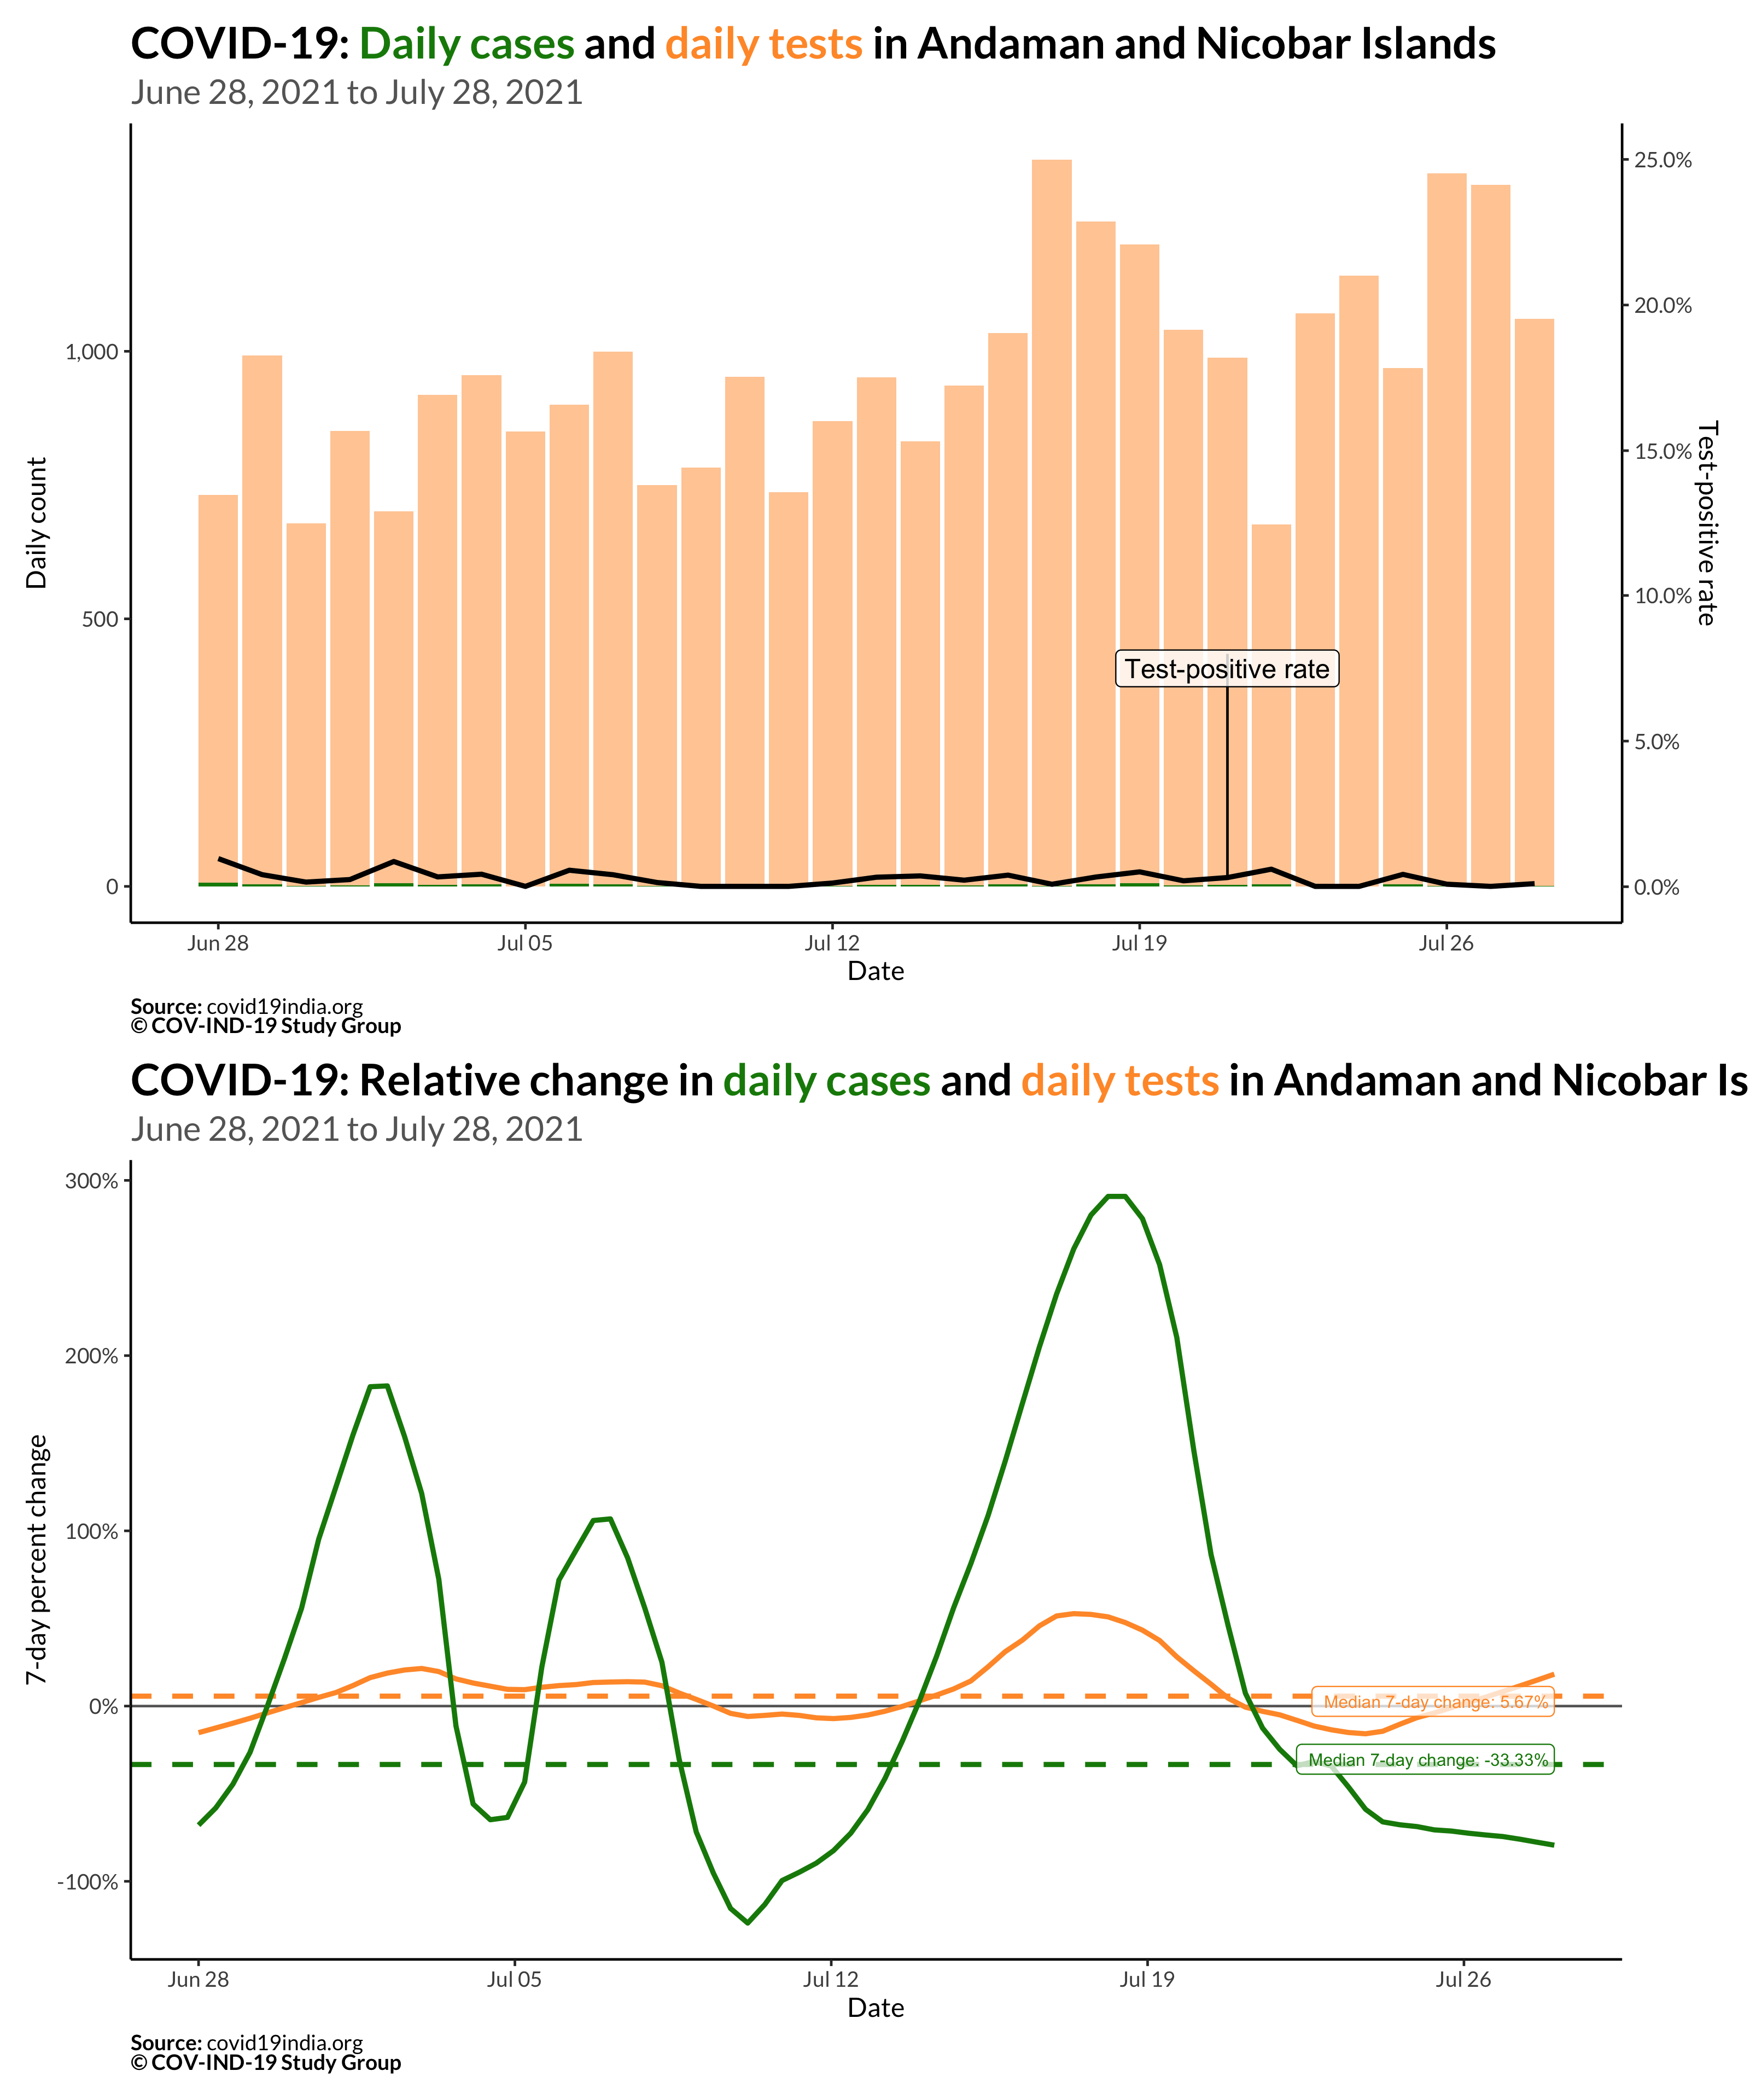 COVID-19: Daily cases and daily tests in Andaman and Nicobar Islands
June 28, 2021 to July 28, 2021
Daily count
1,000
500
0
25.0%
20.0%
15.0%
10.0%
5.0%
0.0%
Test-positive rate
Test-positive rate
Jun 28
Jul 05
Jul 12
Jul 19
Jul 26
Date
Source: covid19india.org
© COV-IND-19 Study Group
COVID-19: Relative change in daily cases and daily tests in Andaman and Nicobar Is
June 28, 2021 to July 28, 2021
7-day percent change
300%
200%
100%
0%
-100%
Median 7-day change: 5.67%
Median 7-day change: -33.33%
Jun 28
Jul 05
Jul 12
Jul 19
Jul 26
Date
Source: covid19india.org
© COV-IND-19 Study Group